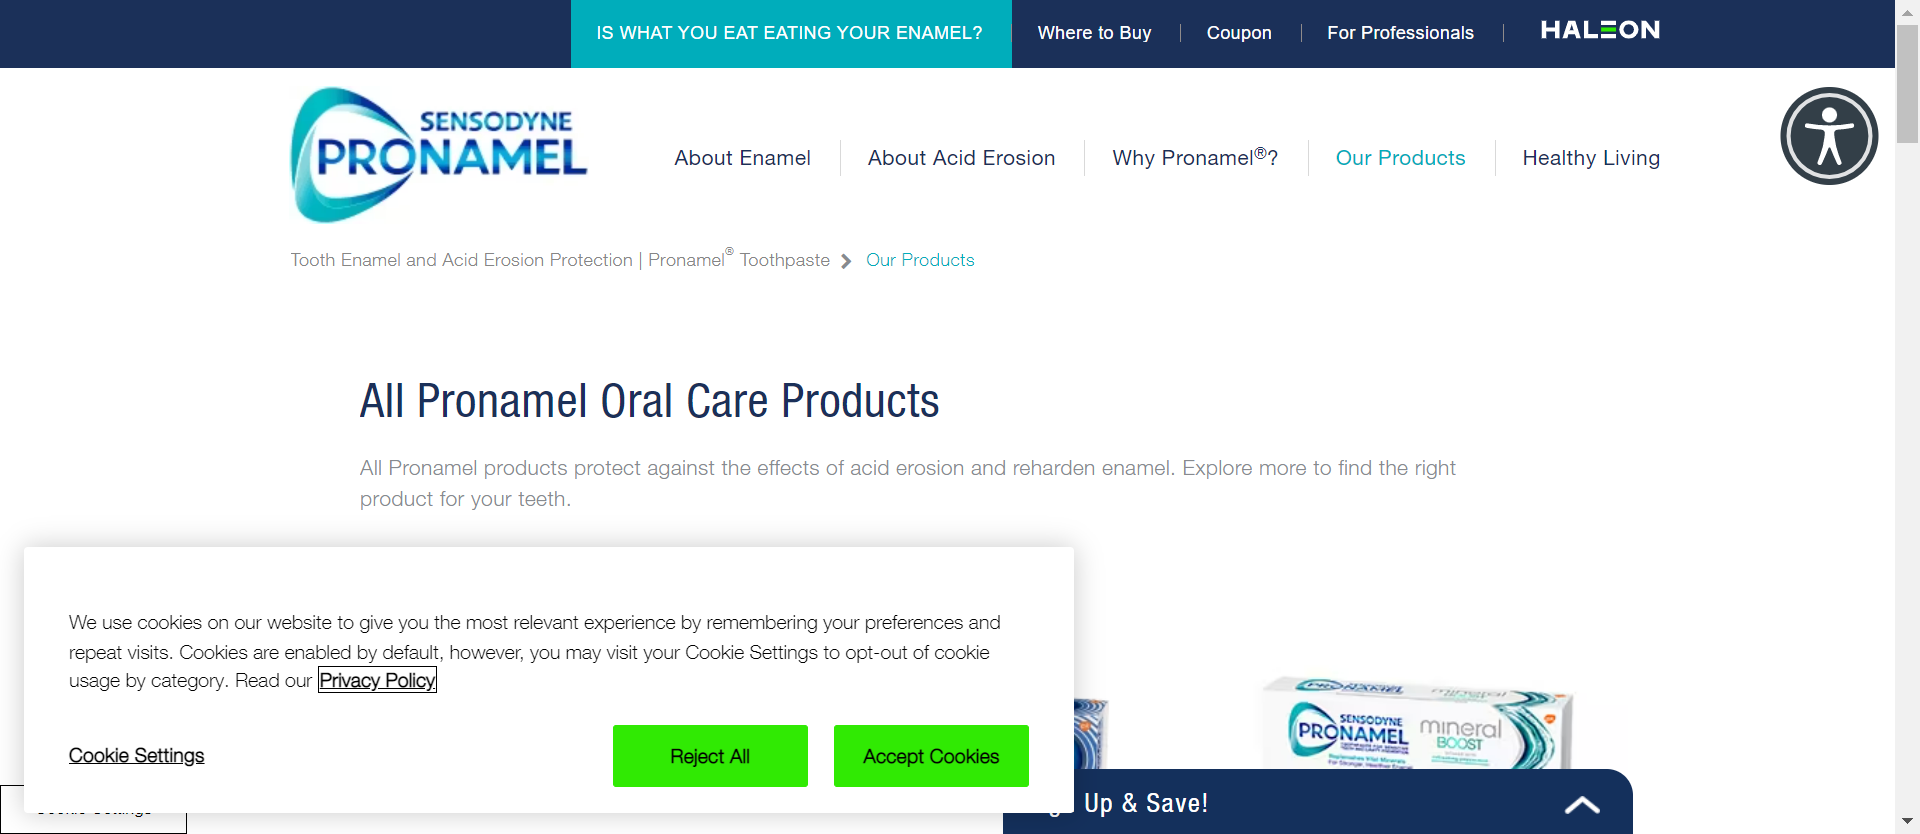 IS WHAT YOU EAT EATING YOUR ENAMEL?
Where to Buy
Coupon
For Professionals
HALEON
SENSODYNE
PRONAMEL
About Enamel
About Acid Erosion
Why Pronamel®?
Our Products
Healthy Living
Tooth Enamel and Acid Erosion Protection | Pronamel® Toothpaste
Our Products
All Pronamel Oral Care Products
All Pronamel products protect against the effects of acid erosion and reharden enamel. Explore more to find the right
product for your teeth.
We use cookies on our website to give you the most relevant experience by remembering your preferences and
repeat visits. Cookies are enabled by default, however, you may visit your Cookie Settings to opt-out of cookie
usage by category. Read our Privacy Policy
Cookie Settings
Reject All
Accept Cookies
PRONAMEL
SENSODYNE
PRONAMEL
mineral
BOOST
Up & Save!